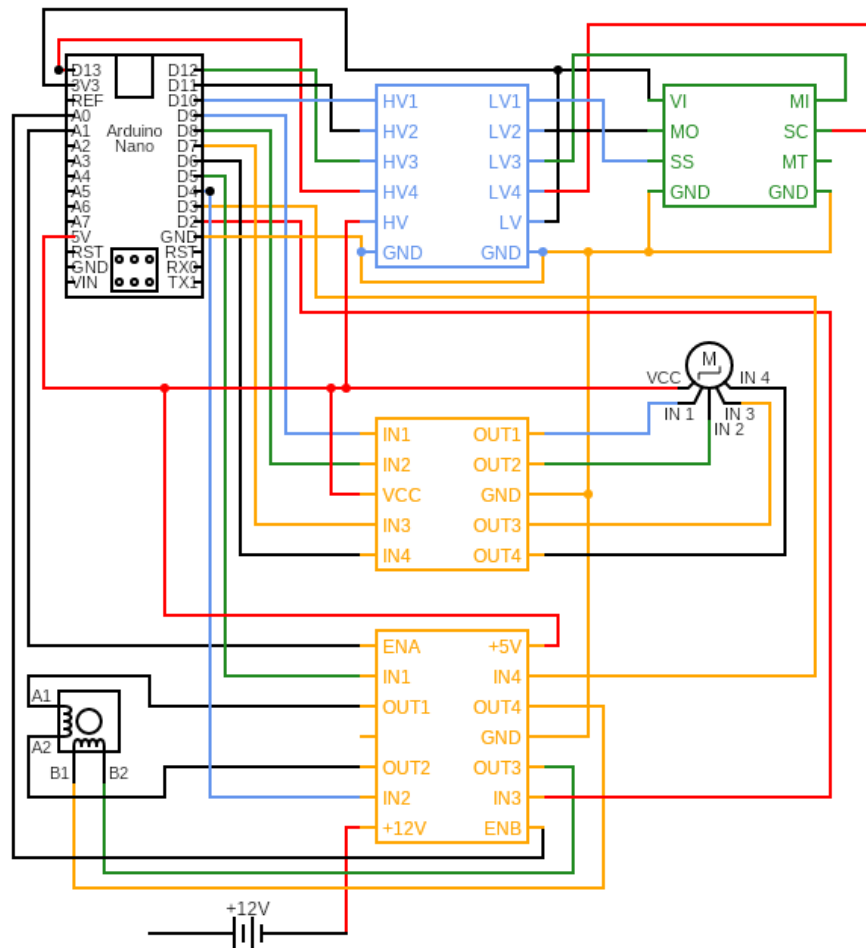 D13 D12
3V3 D11
REF D10
A0 D9
A1 D8
A2 D7
A3 D6
A4 D5
A5 D4
A6 D3
A7 D2
5V GND
RST RST
GND RX0
VIN TX1
Arduino
Nano
HV1 LV1
HV2 LV2
HV3 LV3
HV4 LV4
HV LV
GND GND
VI MI
MO SC
SS MT
GND GND
M
VCC IN 4
IN 1 IN 3
IN 2
IN1 OUT1
IN2 OUT2
VCC GND
IN3 OUT3
IN4 OUT4
ENA +5V
IN1 IN4
OUT1 OUT4
GND
OUT2 OUT3
IN2 IN3
+12V ENB
A1
A2
B1 B2
+12V